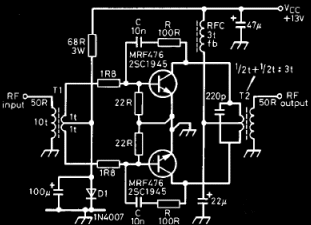 C
10n
R
100R
RFC
3t
fb
VCC
+13V
47µ
68R
3W
MRF476
2SC1945
1/2t+1/2t:3t
RF
input
50R
T1
1R8
22R
220p
T2
50R
RF
output
10t
1t
1t
22R
MRF476
2SC1945
1R8
100µ
D1
1N4007
C
10n
R
100R
22µ